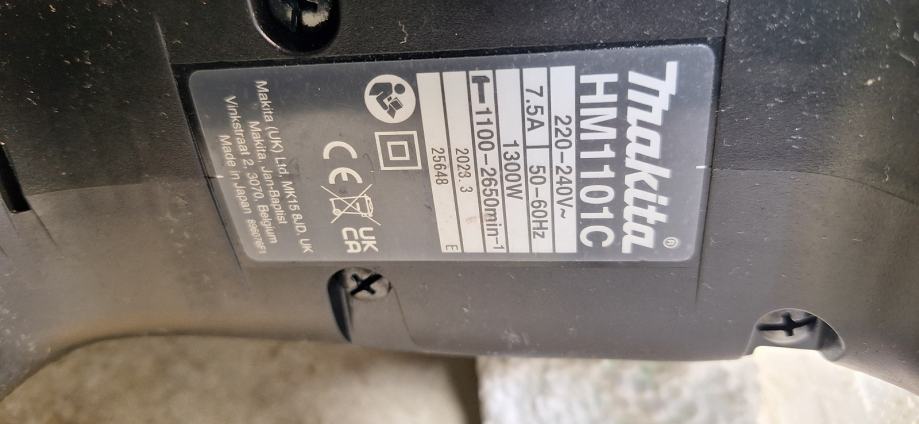 makita®
HM1101C
220-240V~
7.5A 50-60Hz
1300W
1100-2650min-1
2023.3
25648 E
CE UK CA
Makita (UK) Ltd. MK15 8JD, UK
Makita, Jan-Baptist
Vinkstraat 2, 3070, Belgium
Made in Japan